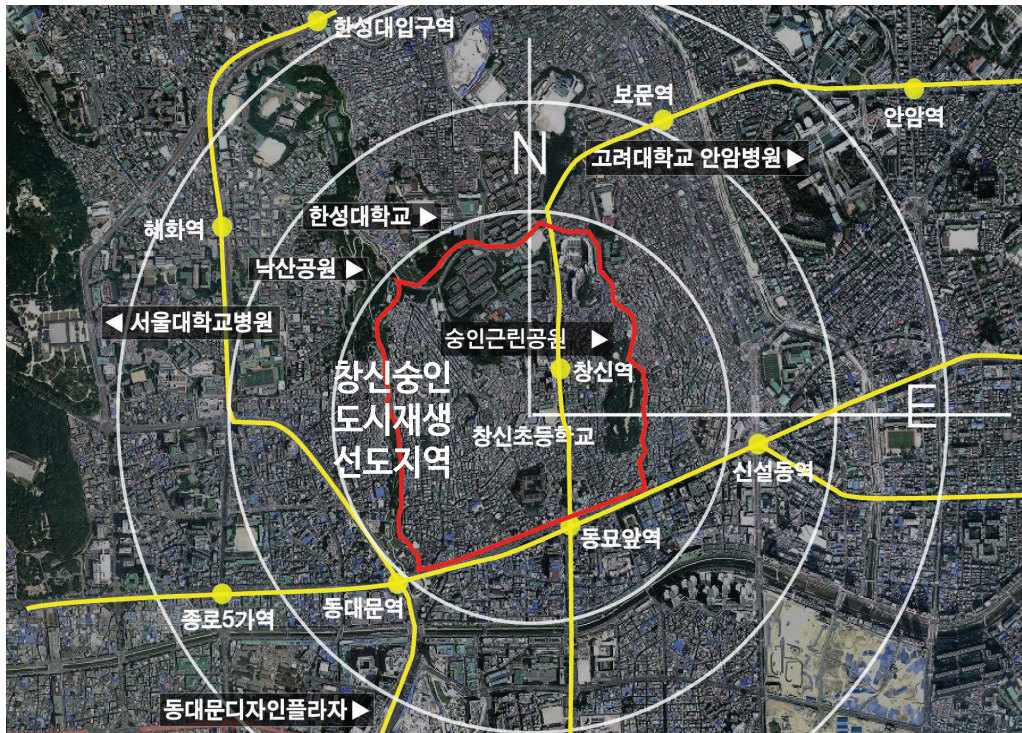 한성대입구역
보문역
안암역
N
고려대학교 안암병원 ▶
한성대학교 ▶
혜화역
낙산공원 ▶
◀ 서울대학교병원
숭인근린공원 ▶
창신숭인
도시재생
선도지역
창신역
E
창신초등학교
신설동역
동묘앞역
종로5가역
동대문역
동대문디자인플라자 ▶